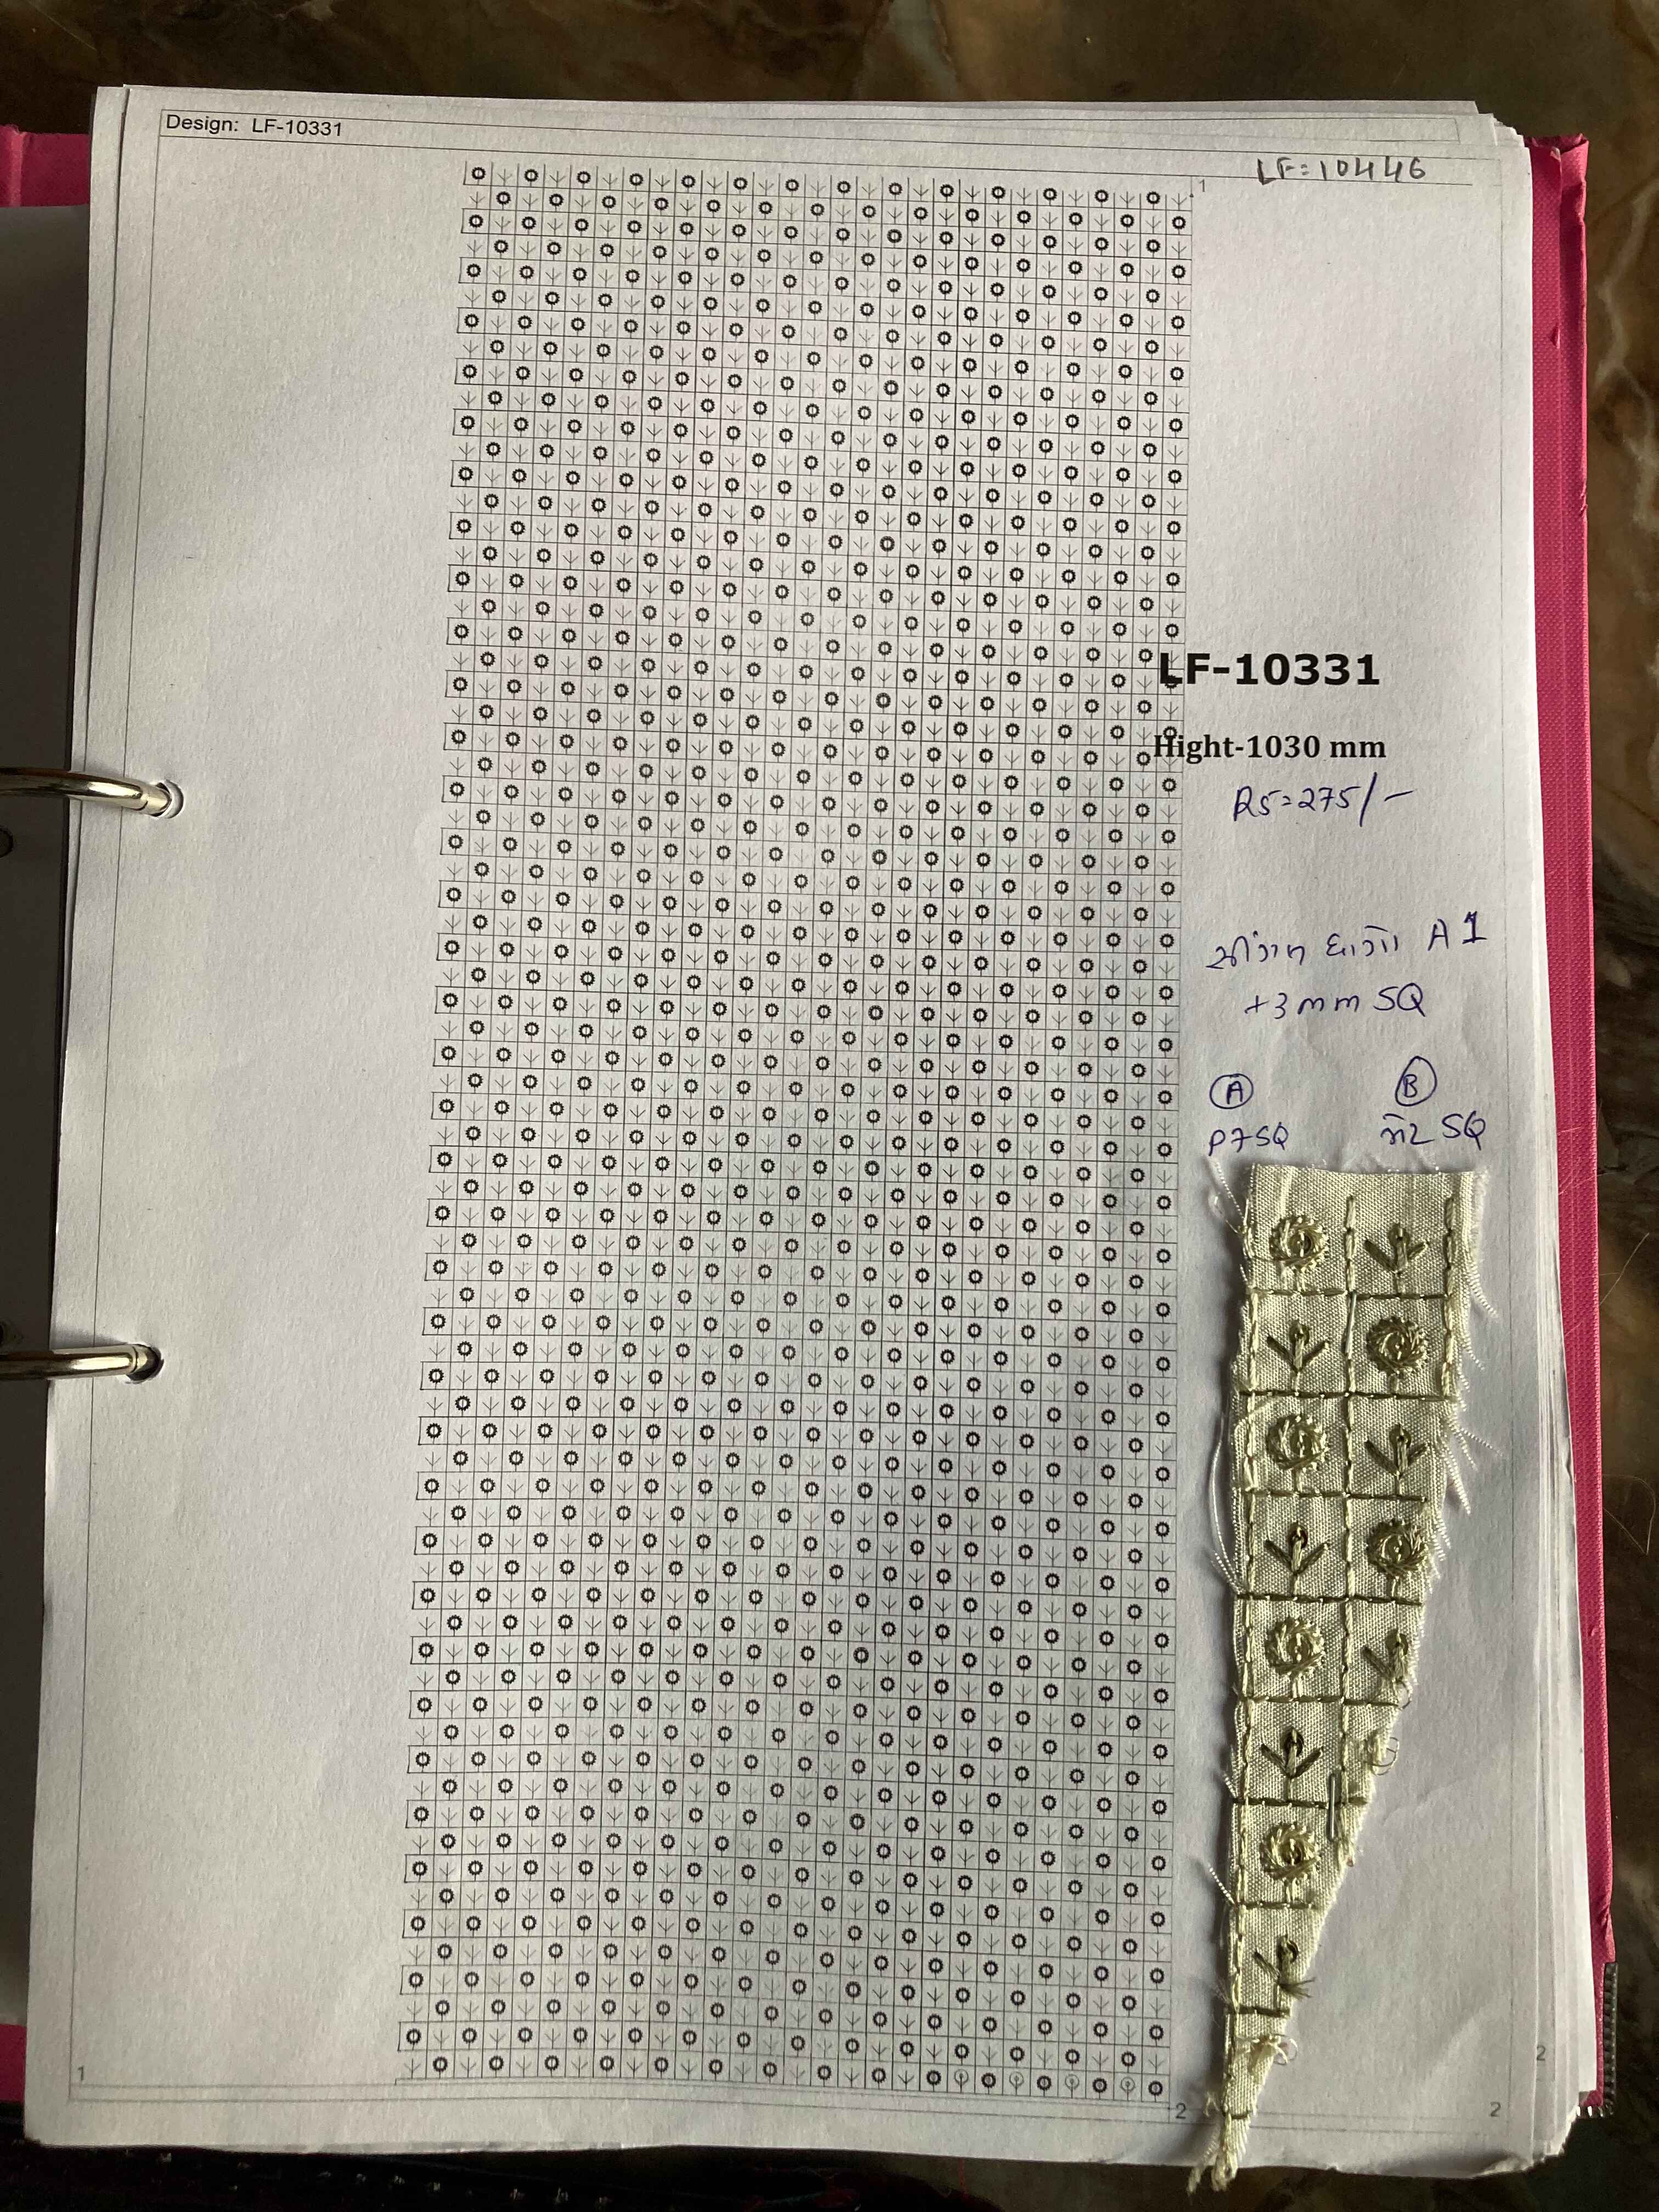 Design: LF-10331
LF=10446
1
LF-10331
Hight-1030 mm
RS=275/-
ધાગો A1
+3mm SQ
A B
P7SQ SQ
1
2
2
2